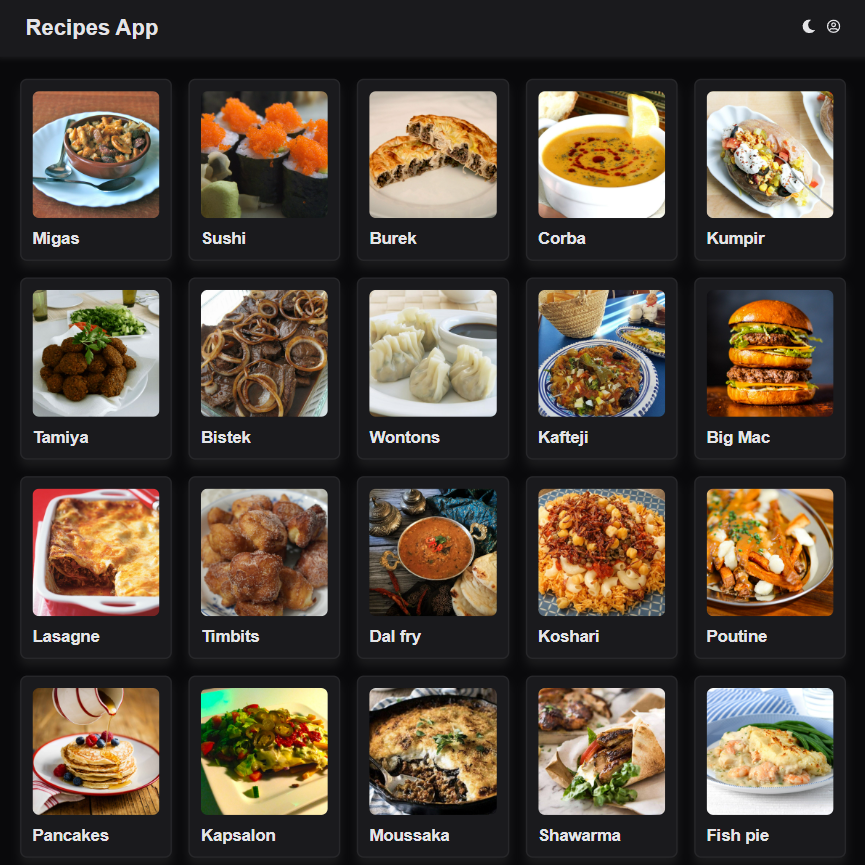 Recipes App
Migas
Sushi
Burek
Corba
Kumpir
Tamiya
Bistek
Wontons
Kafteji
Big Mac
Lasagne
Timbits
Dal fry
Koshari
Poutine
Pancakes
Kapsalon
Moussaka
Shawarma
Fish pie